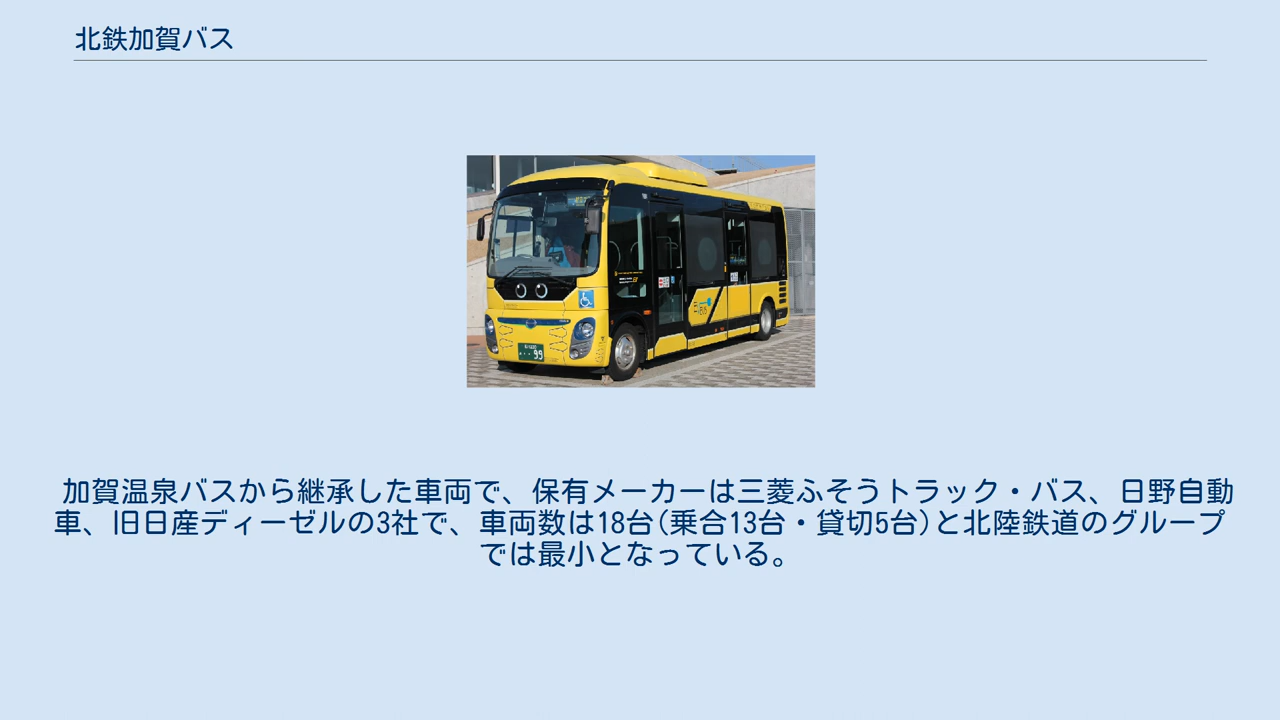 北鉄加賀バス
99
加賀温泉バスから継承した車両で、保有メーカーは三菱ふそうトラック・バス、日野自動
車、旧日産ディーゼルの3社で、車両数は18台(乗合13台・貸切5台)と北陸鉄道のグループ
では最小となっている。